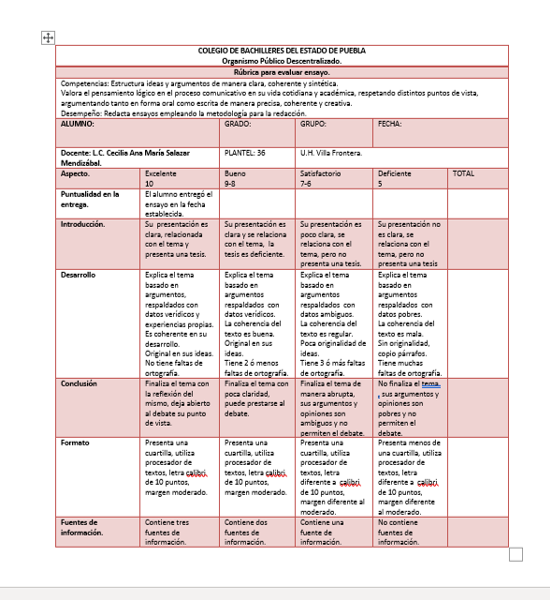 COLEGIO DE BACHILLERES DEL ESTADO DE PUEBLA
Organismo Público Descentralizado.
Rúbrica para evaluar ensayo.
Competencias: Estructura ideas y argumentos de manera clara, coherente y sintética.
Valora el pensamiento lógico en el proceso comunicativo en su vida cotidiana y académica, respetando distintos puntos de vista,
argumentando tanto en forma oral como escrita de manera precisa, coherente y creativa.
Desempeño: Redacta ensayos empleando la metodología para la redacción.
ALUMNO: GRADO: GRUPO: FECHA:
Docente: L.C. Cecilia Ana María Salazar
Mendizábal.
PLANTEL: 36
U.H. Villa Frontera.
Aspecto. Excelente Bueno Satisfactorio Deficiente TOTAL
10 9-8 7-6 5
Puntualidad en la
entrega.
El alumno entregó el
ensayo en la fecha
establecida.
Introducción.
Su presentación es
clara, relacionada
con el tema y
presenta una tesis.
Su presentación es
clara y se relaciona
con el tema, la
tesis es deficiente.
Su presentación es
poco clara, se
relaciona con el
tema, pero no
presenta una tesis.
Su presentación no
es clara, se
relaciona con el
tema, pero no
presenta una tesis
Desarrollo
Explica el tema
basado en
argumentos,
respaldados con
datos verídicos y
experiencias propias.
Es coherente en su
desarrollo.
Original en sus ideas.
No tiene faltas de
ortografía.
Explica el tema
basado en
argumentos
respaldados con
datos verídicos.
La coherencia del
texto es buena.
Original en sus
ideas.
Tiene 2 ó menos
faltas de ortografía.
Explica el tema
basado en
argumentos
respaldados con
datos ambiguos.
La coherencia del
texto es regular.
Poca originalidad de
ideas.
Tiene 3 ó más faltas
de ortografía.
Explica el tema
basado en
argumentos
respaldados con
datos pobres.
La coherencia del
texto es mala.
Sin originalidad,
copio párrafos.
Tiene muchas
faltas de ortografía.
Conclusión
Finaliza el tema con
la reflexión del
mismo, deja abierto
al debate su punto
de vista.
Finaliza el tema con
poca claridad,
puede prestarse al
debate.
Finaliza el tema de
manera abrupta,
sus argumentos y
opiniones son
ambiguos y no
permiten el debate.
No finaliza el tema.
, sus argumentos y
opiniones son
pobres y no
permiten el
debate.
Formato
Presenta una
cuartilla, utiliza
procesador de
textos, letra calibri,
de 10 puntos,
margen moderado.
Presenta una
cuartilla, utiliza
procesador de
textos, letra calibri,
de 10 puntos,
margen moderado.
Presenta una
cuartilla, utiliza
procesador de
textos, letra
diferente a calibri,
de 10 puntos,
margen diferente al
moderado.
Presenta menos de
una cuartilla, utiliza
procesador de
textos, letra
diferente a calibri,
de 10 puntos,
margen diferente
al moderado.
Fuentes de
información.
Contiene tres
fuentes de
información.
Contiene dos
fuentes de
información.
Contiene una
fuente de
información.
No contiene
fuentes de
información.